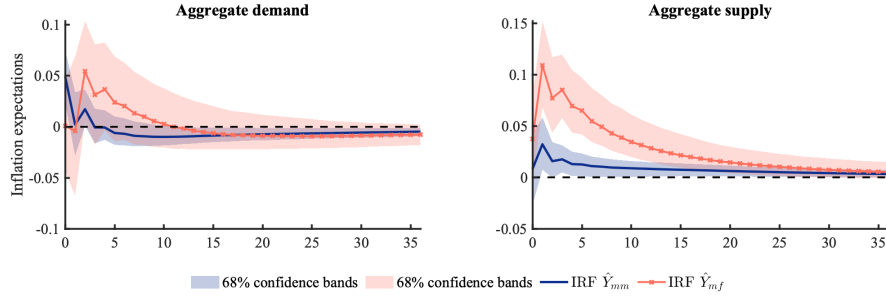 Aggregate demand
Aggregate supply
Inflation expectations
0.1
0.05
0
-0.05
-0.1
0 5 10 15 20 25 30 35
0.15
0.1
0.05
0
-0.05
0 5 10 15 20 25 30 35
68% confidence bands 68% confidence bands IRF Ŷ_mm IRF Ŷ_mf